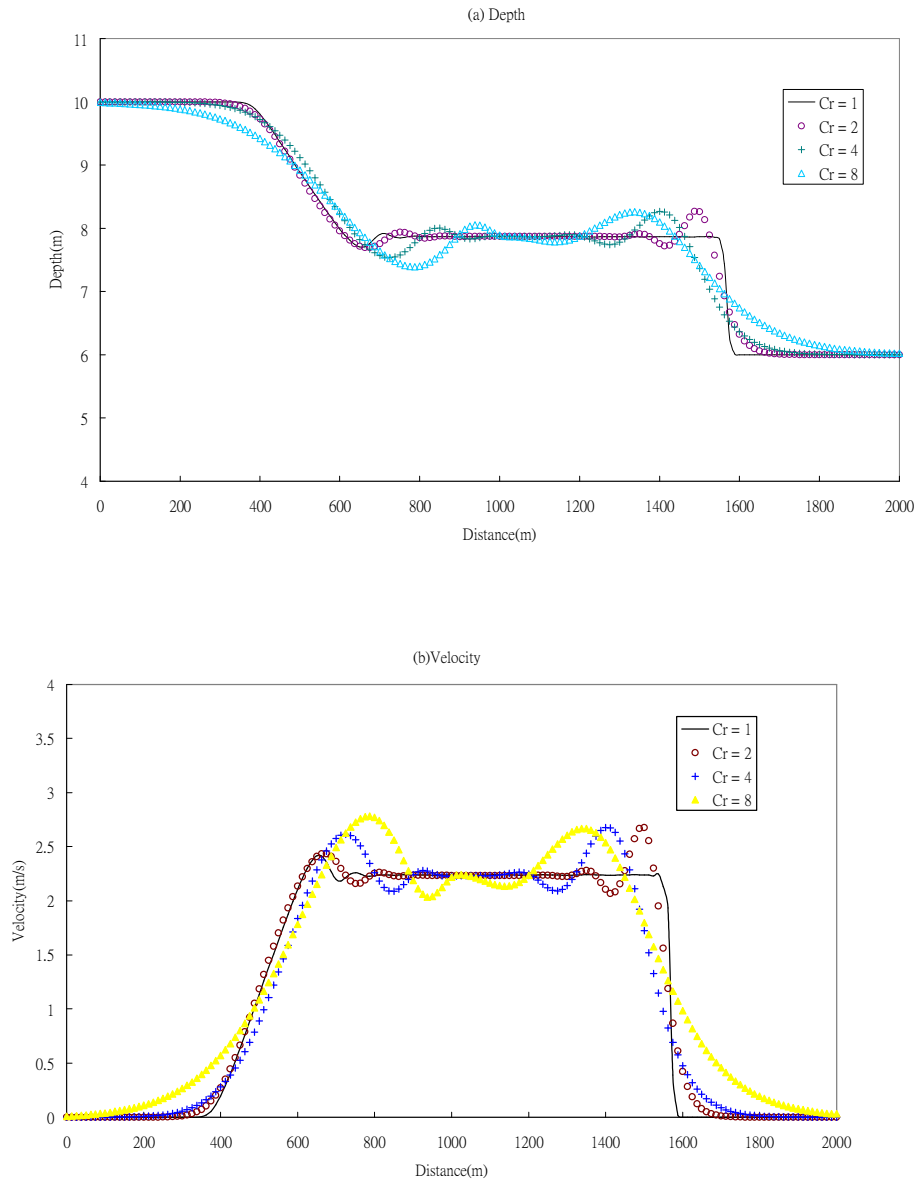 (a) Depth
11
10
9
8
7
6
5
4
Depth(m)
0 200 400 600 800 1000 1200 1400 1600 1800 2000
Distance(m)
Cr = 1
Cr = 2
Cr = 4
Cr = 8
(b)Velocity
4
3.5
3
2.5
2
1.5
1
0.5
0
Velocity(m/s)
0 200 400 600 800 1000 1200 1400 1600 1800 2000
Distance(m)
Cr = 1
Cr = 2
Cr = 4
Cr = 8